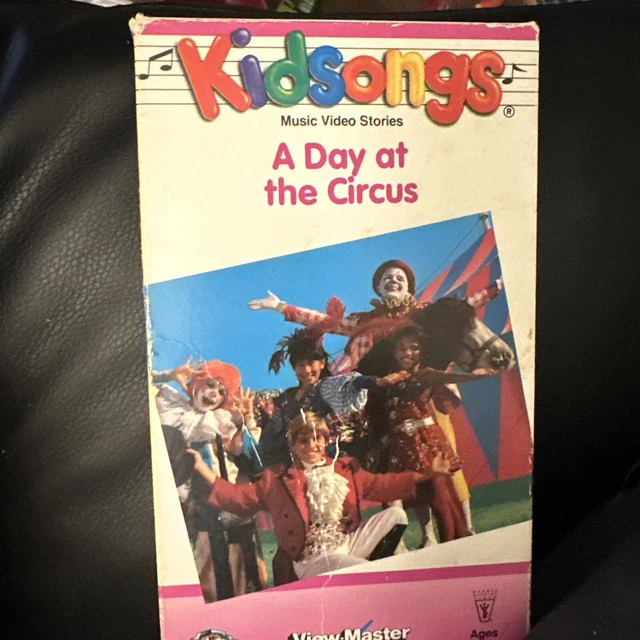 Kidsongs®
Music Video Stories
A Day at
the Circus
View-Master
Ages